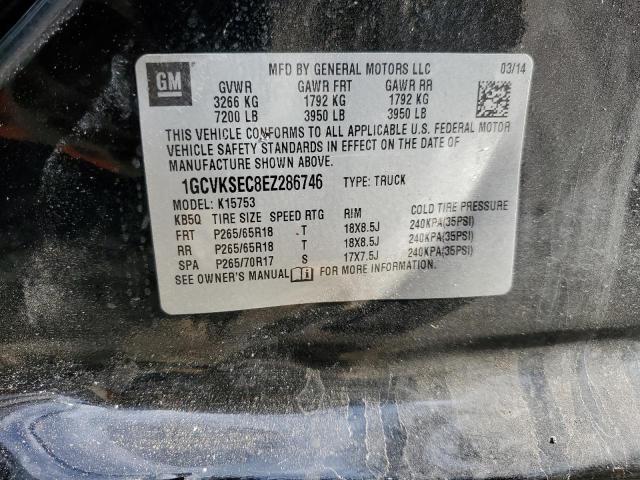 GM
MFD BY GENERAL MOTORS LLC 03/14
GVWR GAWR FRT GAWR RR
3266 KG 1792 KG 1792 KG
7200 LB 3950 LB 3950 LB
THIS VEHICLE CONFORMS TO ALL APPLICABLE U.S. FEDERAL MOTOR
VEHICLE SAFETY STANDARDS IN EFFECT ON THE DATE OF
MANUFACTURE SHOWN ABOVE.
1GCVKSEC8EZ286746 TYPE: TRUCK
MODEL: K15753
KB5Q TIRE SIZE SPEED RTG RIM COLD TIRE PRESSURE
FRT P265/65R18 T 18X8.5J 240KPA(35PSI)
RR P265/65R18 T 18X8.5J 240KPA(35PSI)
SPA P265/70R17 S 17X7.5J 240KPA(35PSI)
SEE OWNER'S MANUAL FOR MORE INFORMATION.